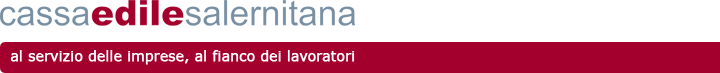 cassaedilesalernitana
al servizio delle imprese, al fianco dei lavoratori